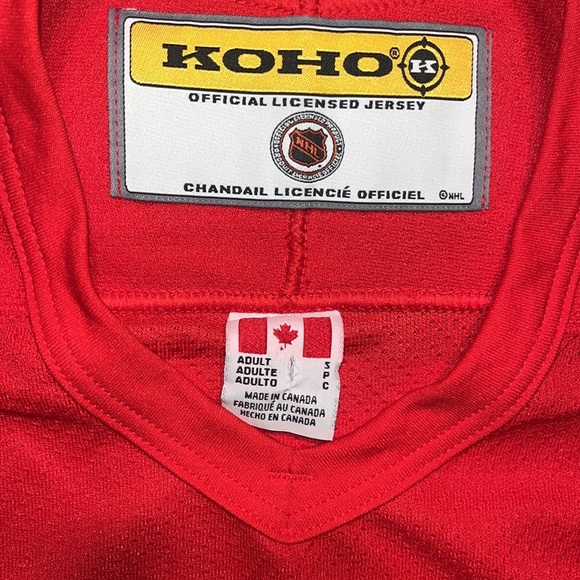 KOHO® K
OFFICIAL LICENSED JERSEY
NHL
CHANDAIL LICENCIÉ OFFICIEL ©NHL
ADULT S
ADULTE P
ADULTO C
MADE IN CANADA
FABRIQUÉ AU CANADA
HECHO EN CANADA